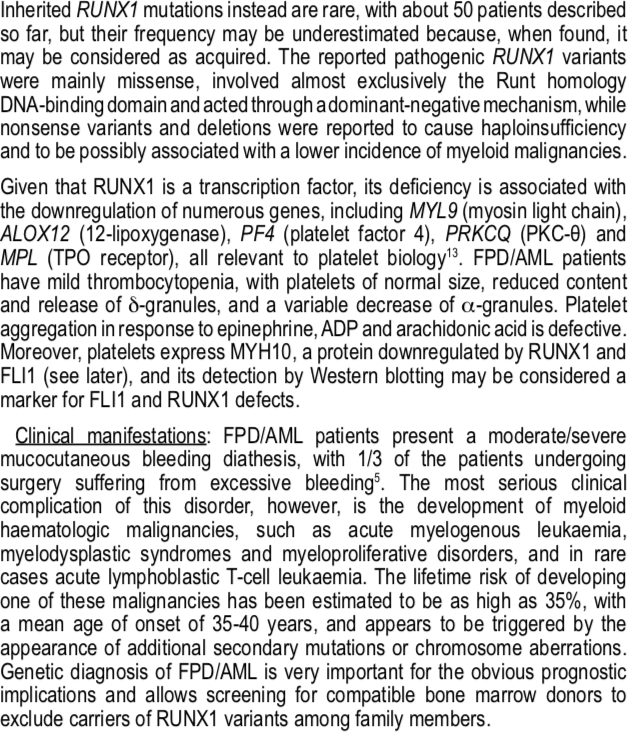 Inherited RUNX1 mutations instead are rare, with about 50 patients described
so far, but their frequency may be underestimated because, when found, it
may be considered as acquired. The reported pathogenic RUNX1 variants
were mainly missense, involved almost exclusively the Runt homology
DNA-binding domain and acted through a dominant-negative mechanism, while
nonsense variants and deletions were reported to cause haploinsufficiency
and to be possibly associated with a lower incidence of myeloid malignancies.
Given that RUNX1 is a transcription factor, its deficiency is associated with
the downregulation of numerous genes, including MYL9 (myosin light chain),
ALOX12 (12-lipoxygenase), PF4 (platelet factor 4), PRKCQ (PKC-θ) and
MPL (TPO receptor), all relevant to platelet biology¹³. FPD/AML patients
have mild thrombocytopenia, with platelets of normal size, reduced content
and release of δ-granules, and a variable decrease of α-granules. Platelet
aggregation in response to epinephrine, ADP and arachidonic acid is defective.
Moreover, platelets express MYH10, a protein downregulated by RUNX1 and
FLI1 (see later), and its detection by Western blotting may be considered a
marker for FLI1 and RUNX1 defects.
Clinical manifestations: FPD/AML patients present a moderate/severe
mucocutaneous bleeding diathesis, with 1/3 of the patients undergoing
surgery suffering from excessive bleeding⁵. The most serious clinical
complication of this disorder, however, is the development of myeloid
haematologic malignancies, such as acute myelogenous leukaemia,
myelodysplastic syndromes and myeloproliferative disorders, and in rare
cases acute lymphoblastic T-cell leukaemia. The lifetime risk of developing
one of these malignancies has been estimated to be as high as 35%, with
a mean age of onset of 35-40 years, and appears to be triggered by the
appearance of additional secondary mutations or chromosome aberrations.
Genetic diagnosis of FPD/AML is very important for the obvious prognostic
implications and allows screening for compatible bone marrow donors to
exclude carriers of RUNX1 variants among family members.